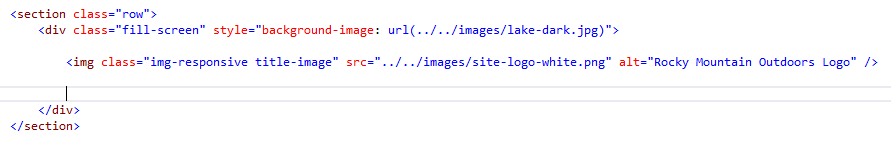 <section class="row">
<div class="fill-screen" style="background-image: url(../../images/lake-dark.jpg)">
<img class="img-responsive title-image" src="../../images/site-logo-white.png" alt="Rocky Mountain Outdoors Logo" />
</div>
</section>